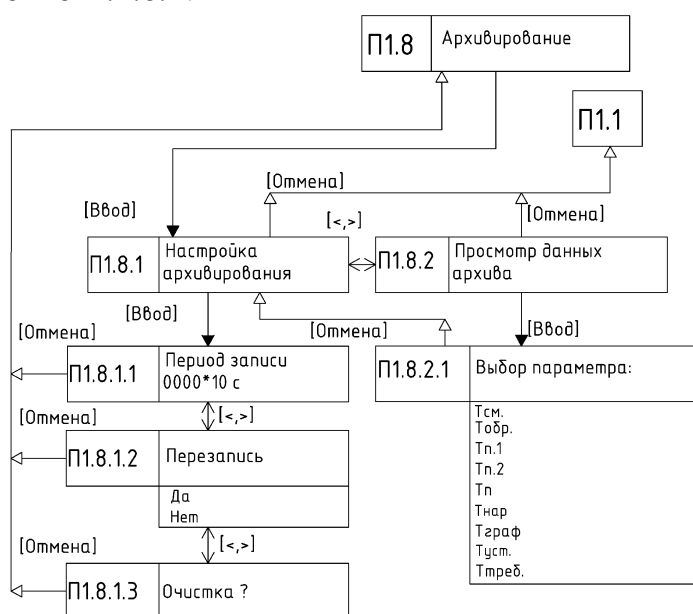 П1.8 Архивирование
П1.1
[Отмена]
[Ввод]
[<,>]
[Отмена]
П1.8.1 Настройка
архивирования
П1.8.2 Просмотр данных
архива
[Ввод]
[Отмена]
[Ввод]
[Отмена]
П1.8.1.1 Период записи
0000*10 с
П1.8.2.1 Выбор параметра:
Тсм.
Тобр.
Тп.1
Тп.2
Тп
Тнар
Тграф
Туст.
Ттреб.
[Отмена]
[<,>]
П1.8.1.2 Перезапись
Да
Нет
[Отмена]
[<,>]
П1.8.1.3 Очистка ?